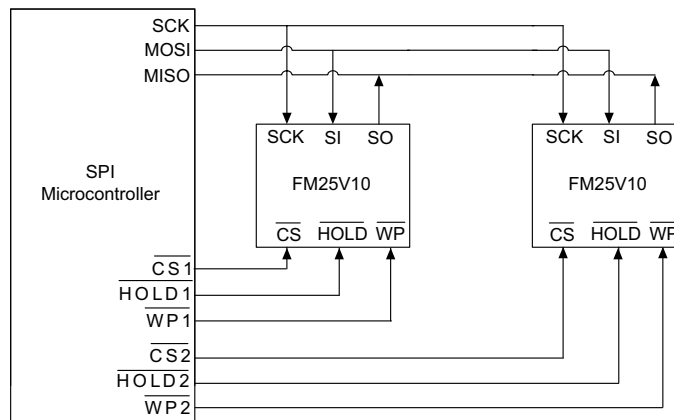 SCK
MOSI
MISO
SCK SI SO
SCK SI SO
SPI
Microcontroller
FM25V10
FM25V10
CS HOLD WP
CS HOLD WP
CS1
HOLD1
WP1
CS2
HOLD2
WP2